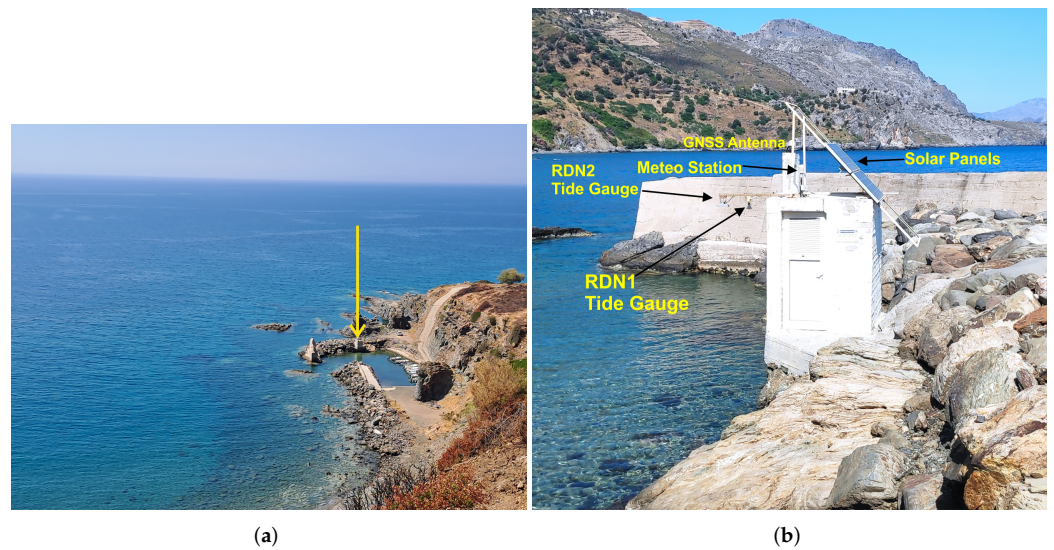 GNSS Antenna
Meteo Station
Solar Panels
RDN2
Tide Gauge
RDN1
Tide Gauge
(a)
(b)